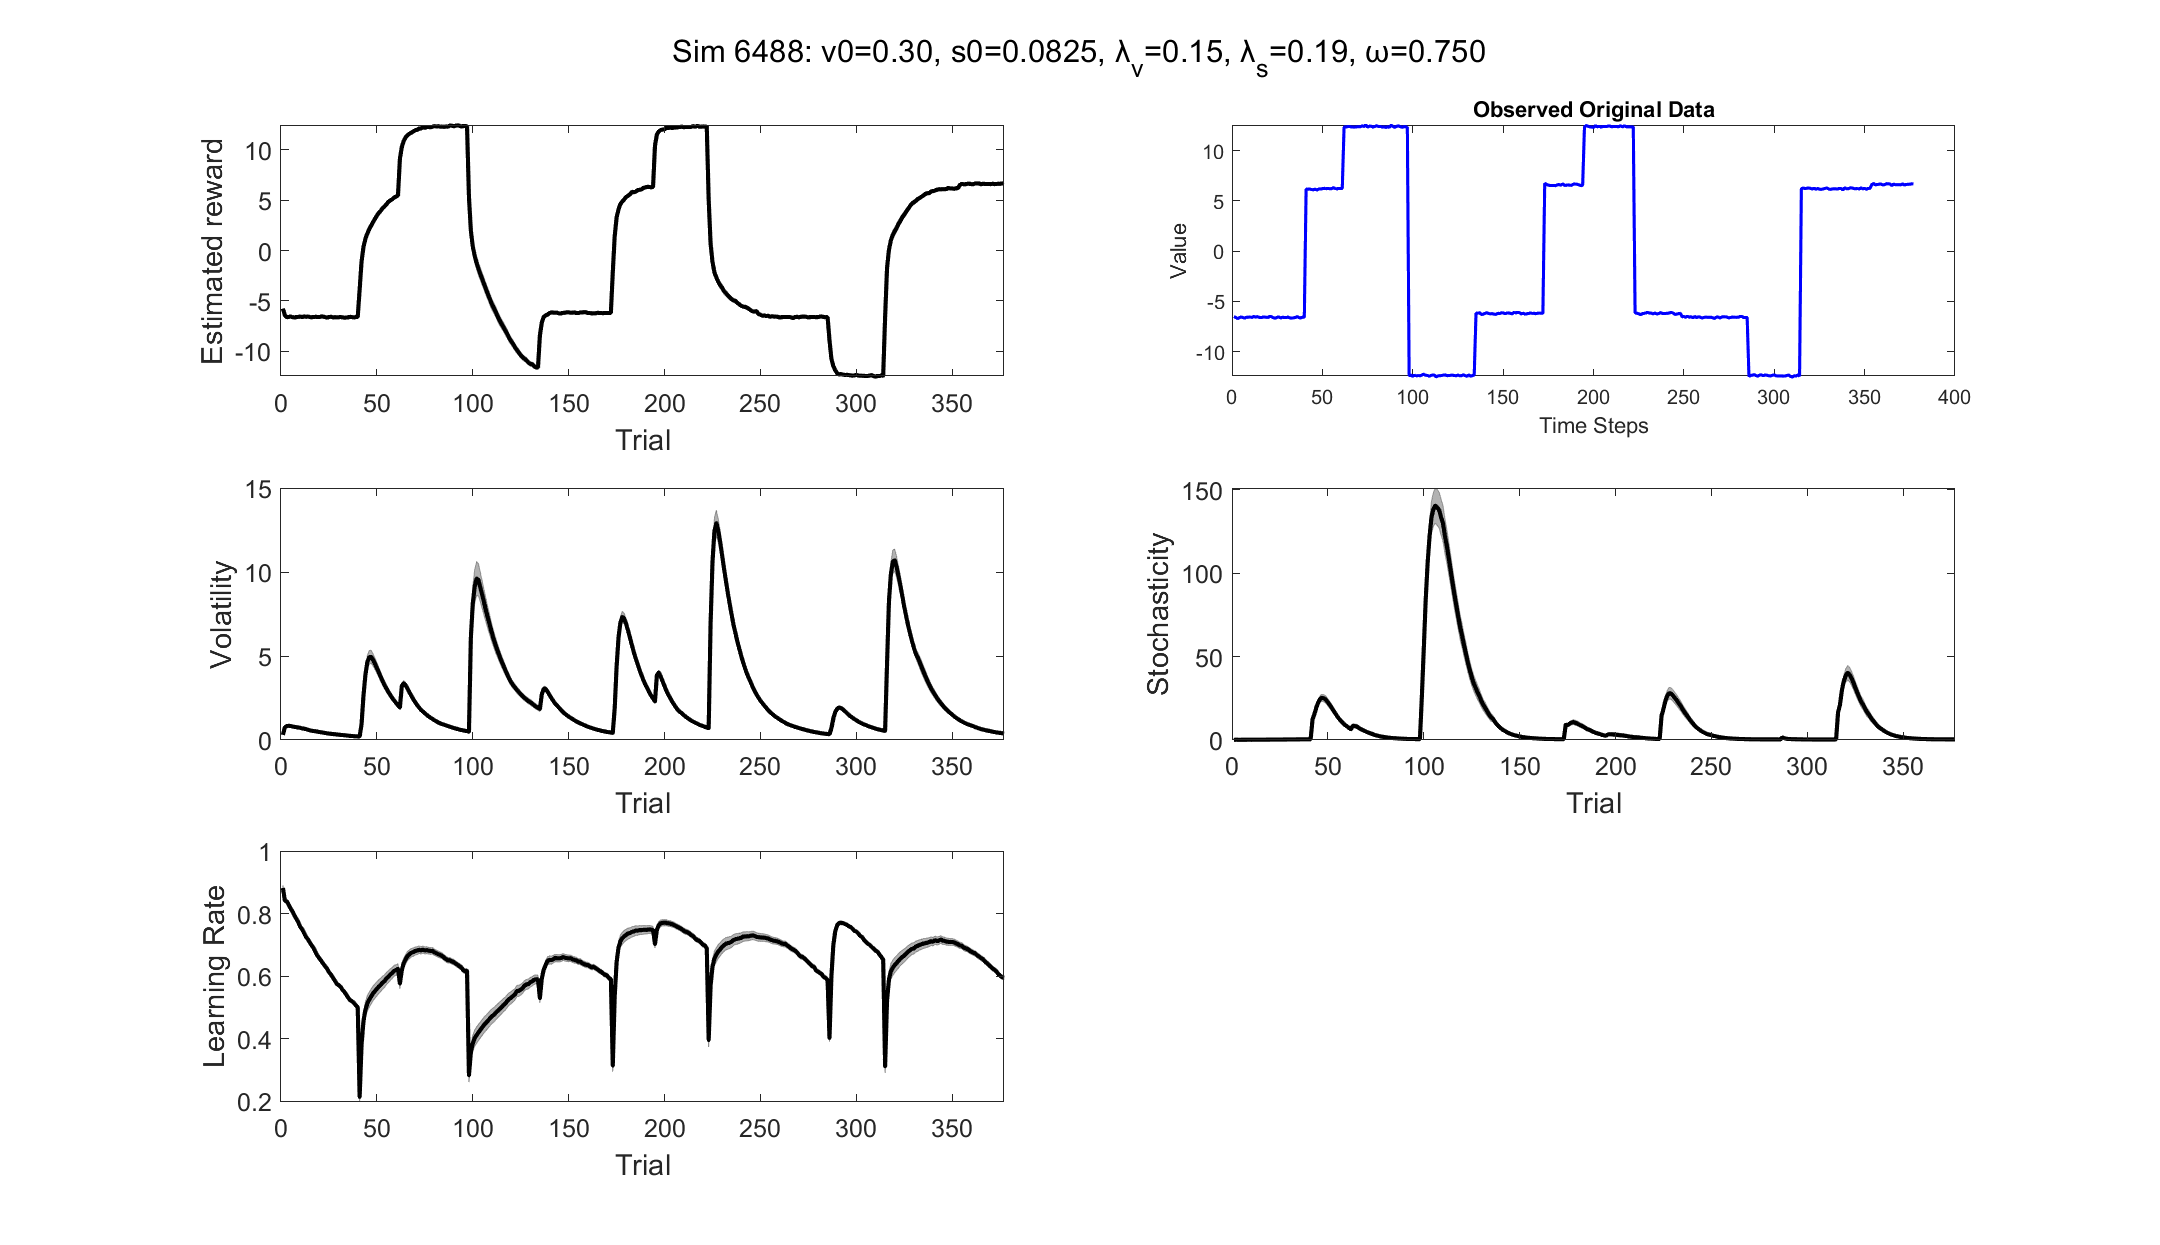 Sim 6488: v0=0.30, s0=0.0825, λ_v=0.15, λ_s=0.19, ω=0.750
Estimated reward
10
5
0
-5
-10
0 50 100 150 200 250 300 350
Trial
Observed Original Data
Value
10
5
0
-5
-10
0 50 100 150 200 250 300 350 400
Time Steps
Volatility
15
10
5
0
0 50 100 150 200 250 300 350
Trial
Stochasticity
150
100
50
0
0 50 100 150 200 250 300 350
Trial
Learning Rate
1
0.8
0.6
0.4
0.2
0 50 100 150 200 250 300 350
Trial